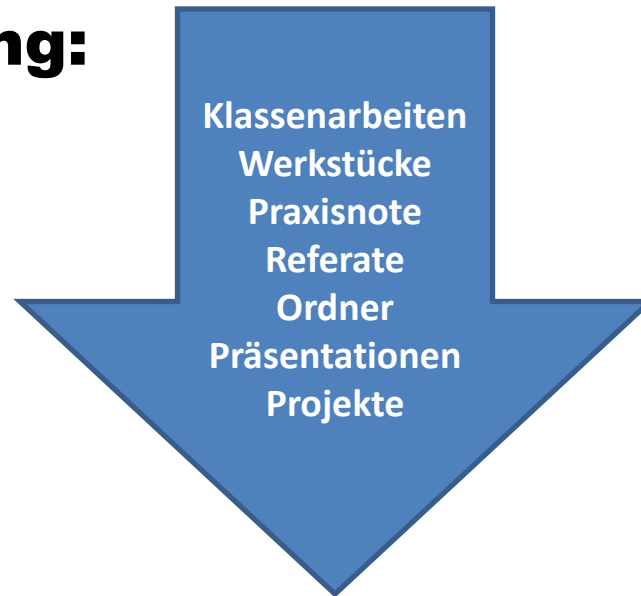 ng:
Klassenarbeiten
Werkstücke
Praxisnote
Referate
Ordner
Präsentationen
Projekte